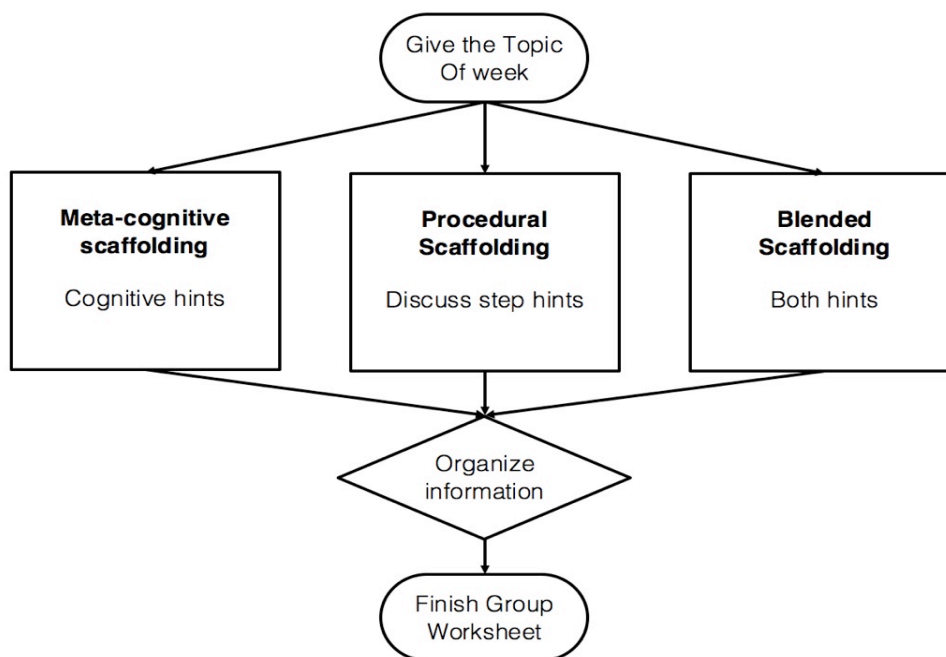 Give the Topic
Of week
Meta-cognitive
scaffolding
Cognitive hints
Procedural
Scaffolding
Discuss step hints
Blended
Scaffolding
Both hints
Organize
information
Finish Group
Worksheet